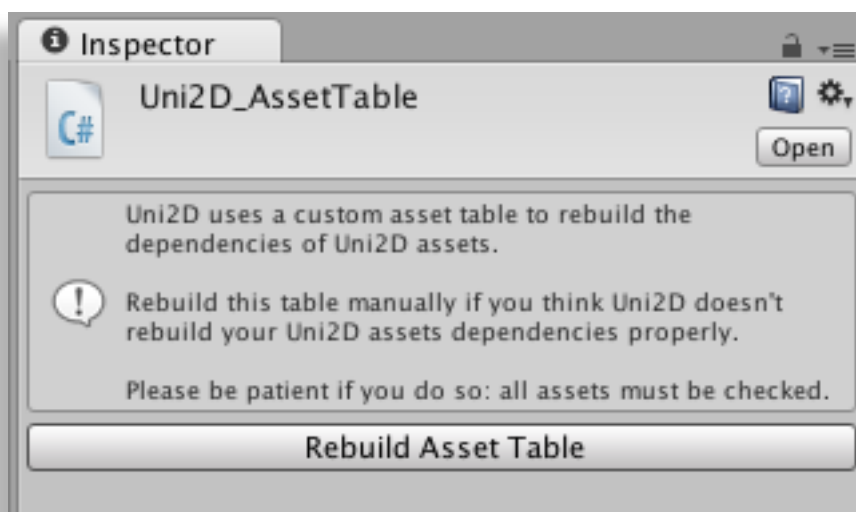 Inspector
Uni2D_AssetTable
C#
Open
Uni2D uses a custom asset table to rebuild the
dependencies of Uni2D assets.
Rebuild this table manually if you think Uni2D doesn't
rebuild your Uni2D assets dependencies properly.
Please be patient if you do so: all assets must be checked.
Rebuild Asset Table